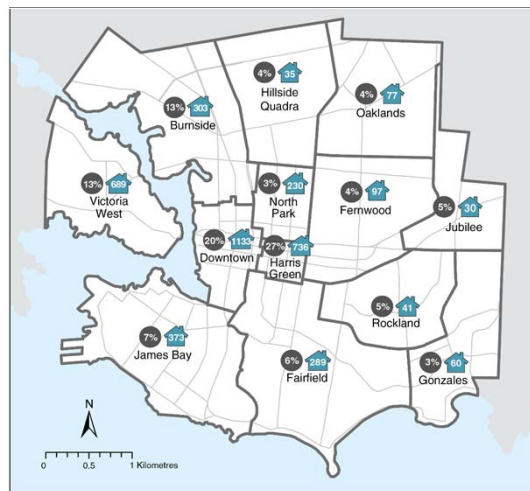 4% 35
Hillside
Quadra
4% 77
Oaklands
13% 303
Burnside
13% 689
Victoria
West
3% 230
North
Park
4% 97
Fernwood
5% 30
Jubilee
20% 1133
Downtown
27% 736
Harris
Green
5% 41
Rockland
7% 373
James Bay
6% 289
Fairfield
3% 60
Gonzales
N
0 0.5 1 Kilometres